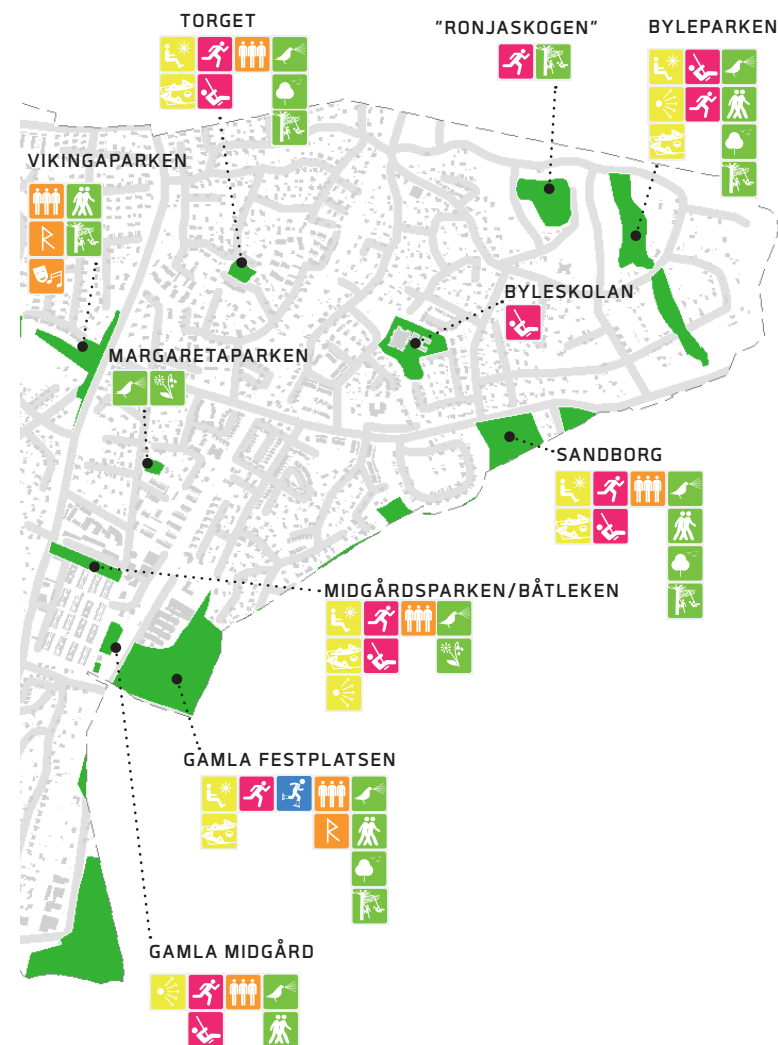 TORGET
"RONJASKOGEN"
BYLEPARKEN
VIKINGAPARKEN
BYLESKOLAN
MARGARETAPARKEN
SANDBORG
MIDGÅRDSPARKEN/BÅTLEKEN
GAMLA FESTPLATSEN
GAMLA MIDGÅRD